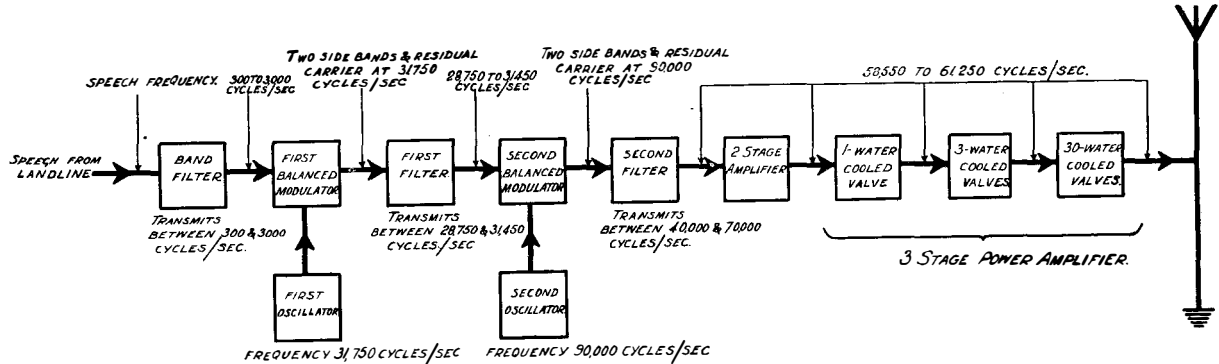 SPEECH FREQUENCY.
300 TO 3000
CYCLES/SEC
TWO SIDE BANDS & RESIDUAL
CARRIER AT 31,750
CYCLES/SEC
28,750 TO 31,450
CYCLES/SEC
TWO SIDE BANDS & RESIDUAL
CARRIER AT 90,000
CYCLES/SEC
58,550 TO 61,250 CYCLES/SEC.
SPEECH FROM
LANDLINE
BAND
FILTER
FIRST
BALANCED
MODULATOR
FIRST
FILTER
SECOND
BALANCED
MODULATOR
SECOND
FILTER
2 STAGE
AMPLIFIER
1-WATER
COOLED
VALVE
3-WATER
COOLED
VALVES.
30-WATER
COOLED
VALVES.
TRANSMITS
BETWEEN 300 & 3000
CYCLES/SEC.
TRANSMITS
BETWEEN 28,750 & 31,450
CYCLES/SEC
TRANSMITS
BETWEEN 40,000 & 70,000
CYCLES/SEC
3 STAGE POWER AMPLIFIER.
FIRST
OSCILLATOR
SECOND
OSCILLATOR
FREQUENCY 31,750 CYCLES/SEC
FREQUENCY 90,000 CYCLES/SEC